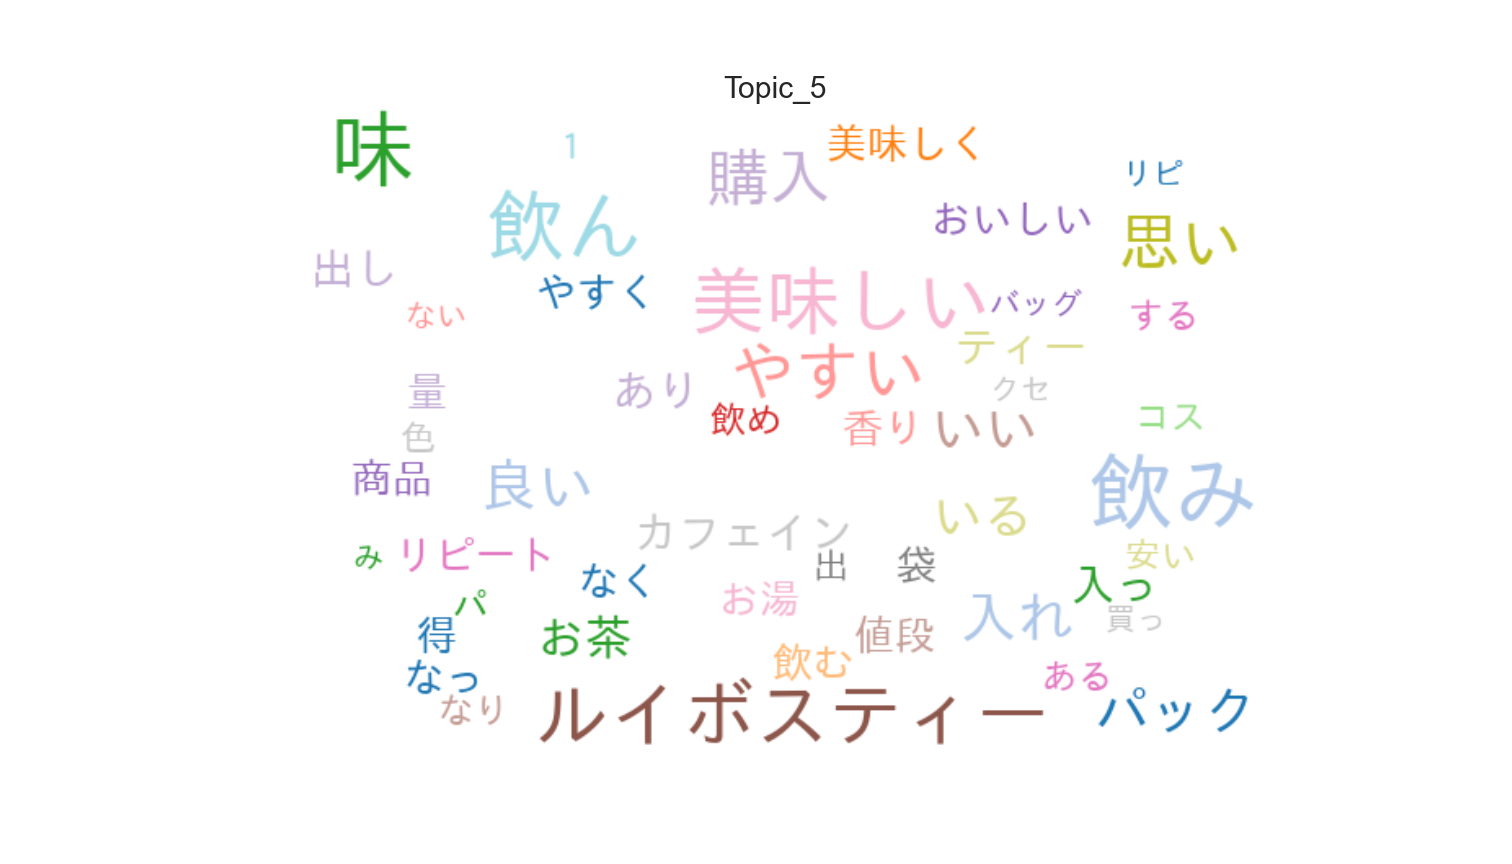 Topic_5
味
1
購入
美味しく
リピ
飲ん
おいしい
思い
出し
やすく
美味しい
バッグ
する
ない
ティー
やすい
量
あり
クセ
飲め
香り
いい
コス
色
商品
良い
飲み
カフェイン
いる
み
リピート
出
袋
安い
なく
お湯
入っ
パ
入れ
買っ
得
お茶
値段
なっ
飲む
ある
なり
ルイボスティー
パック